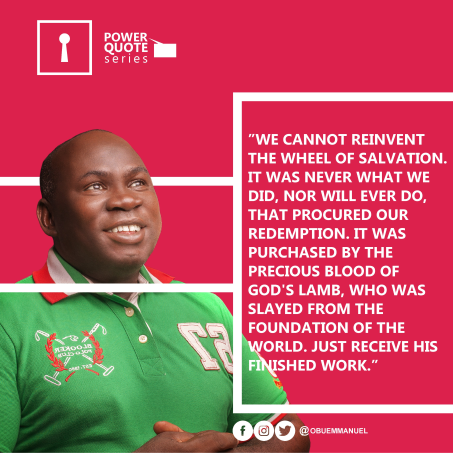 POWER
QUOTE
series
"WE CANNOT REINVENT
THE WHEEL OF SALVATION.
IT WAS NEVER WHAT WE
DID, NOR WILL EVER DO,
THAT PROCURED OUR
REDEMPTION. IT WAS
PURCHASED BY THE
PRECIOUS BLOOD OF
GOD'S LAMB, WHO WAS
SLAYED FROM THE
FOUNDATION OF THE
WORLD. JUST RECEIVE HIS
FINISHED WORK."
@OBUEMMANUEL